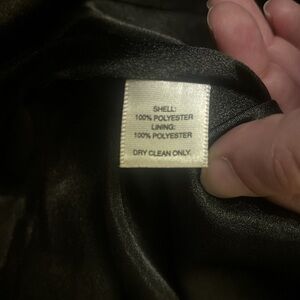 SHELL:
100% POLYESTER
LINING:
100% POLYESTER
DRY CLEAN ONLY